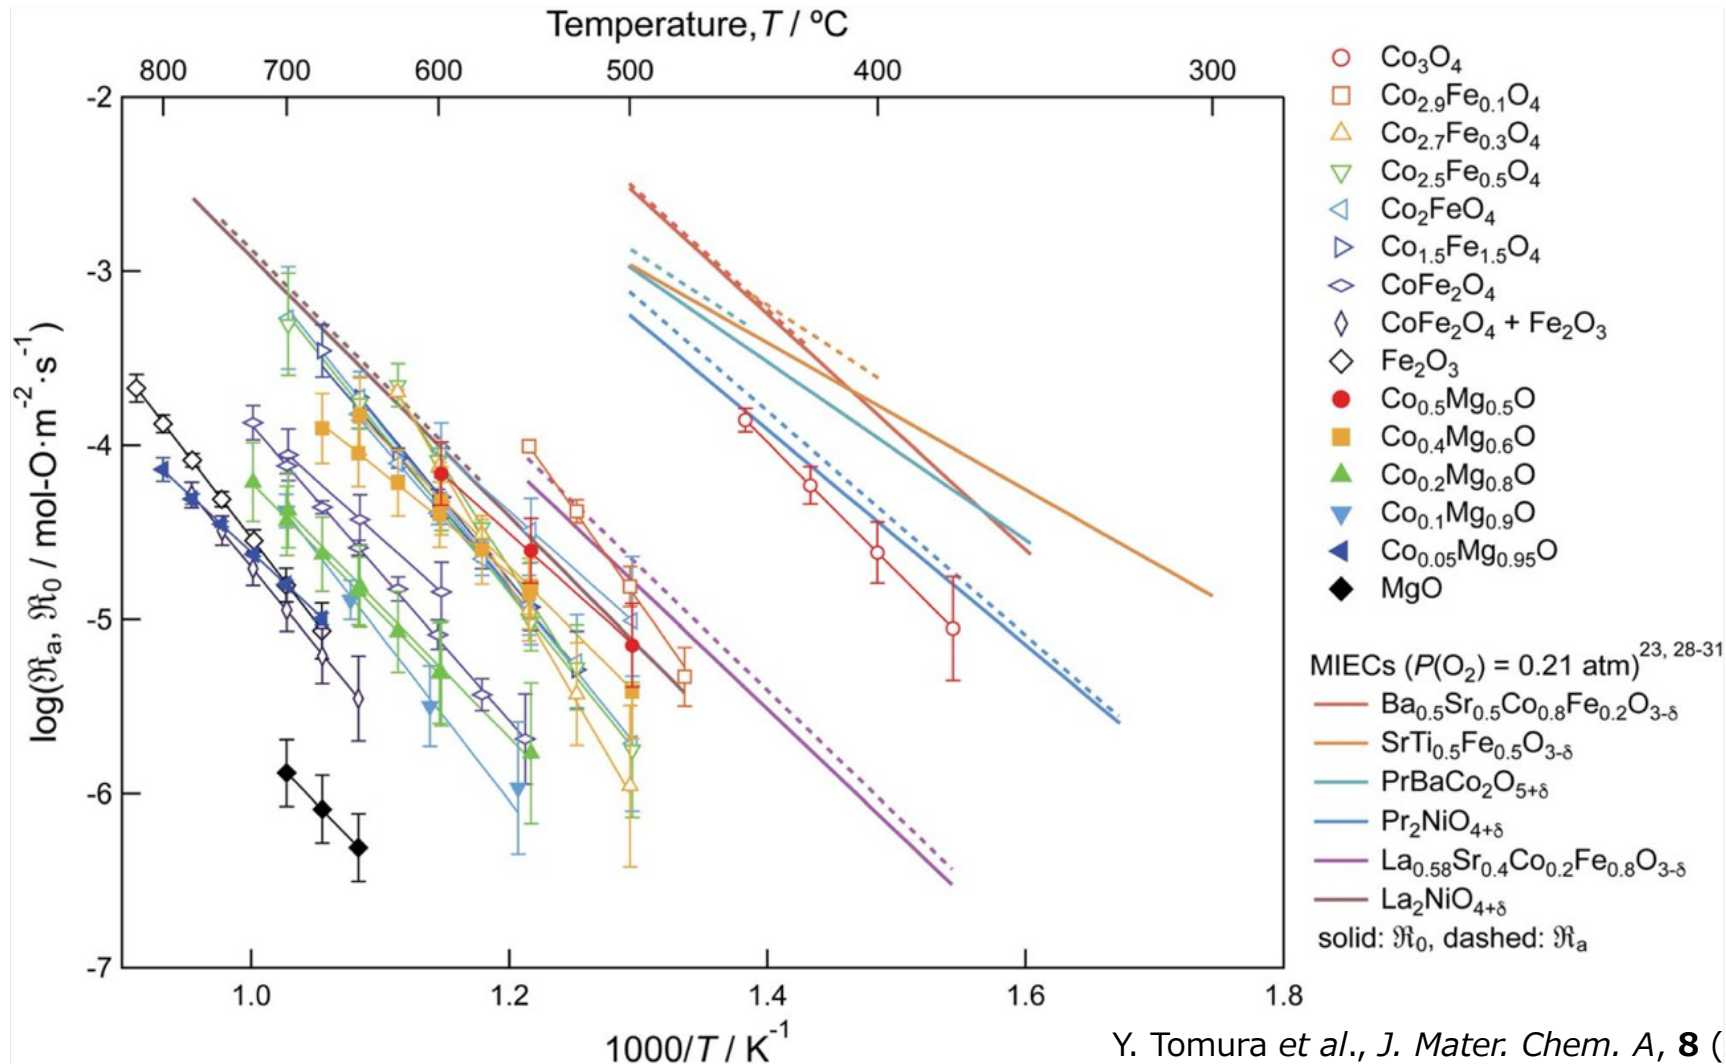 Temperature, T / ºC
800 700 600 500 400 300
-2
-3
-4
-5
-6
-7
log(ℜₐ, ℜ₀ / mol-O·m⁻²·s⁻¹)
1.0 1.2 1.4 1.6 1.8
1000/T / K⁻¹
Co₃O₄
Co₂.₉Fe₀.₁O₄
Co₂.₇Fe₀.₃O₄
Co₂.₅Fe₀.₅O₄
Co₂FeO₄
Co₁.₅Fe₁.₅O₄
CoFe₂O₄
CoFe₂O₄ + Fe₂O₃
Fe₂O₃
Co₀.₅Mg₀.₅O
Co₀.₄Mg₀.₆O
Co₀.₂Mg₀.₈O
Co₀.₁Mg₀.₉O
Co₀.₀₅Mg₀.₉₅O
MgO
MIECs (P(O₂) = 0.21 atm)²³, ²⁸⁻³¹
Ba₀.₅Sr₀.₅Co₀.₈Fe₀.₂O₃₋δ
SrTi₀.₅Fe₀.₅O₃₋δ
PrBaCo₂O₅₊δ
Pr₂NiO₄₊δ
La₀.₅₈Sr₀.₄Co₀.₂Fe₀.₈O₃₋δ
La₂NiO₄₊δ
solid: ℜ₀, dashed: ℜₐ
Y. Tomura et al., J. Mater. Chem. A, 8 (